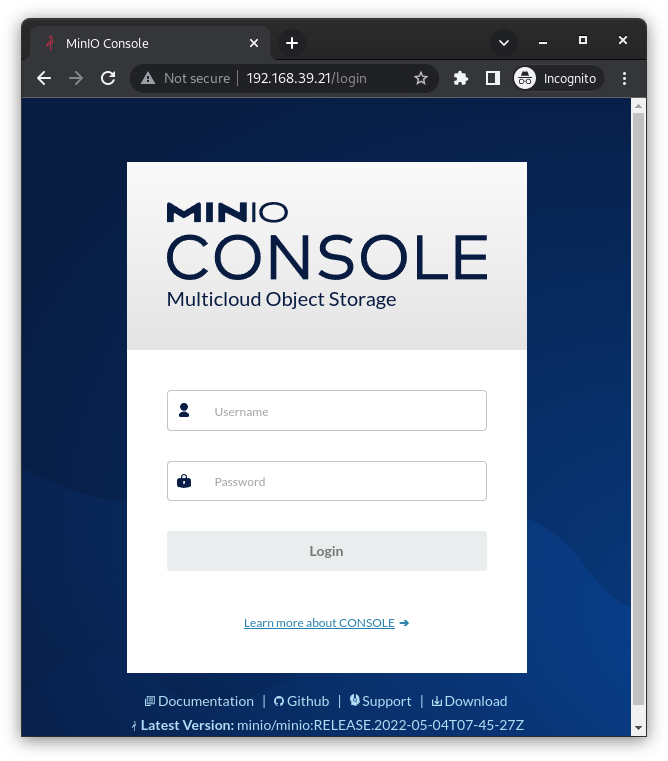 MinIO Console
Not secure 192.168.39.21/login Incognito
MINIO
CONSOLE
Multicloud Object Storage
Username
Password
Login
Learn more about CONSOLE ➔
Documentation | Github | Support | Download
Latest Version: minio/minio:RELEASE.2022-05-04T07-45-27Z